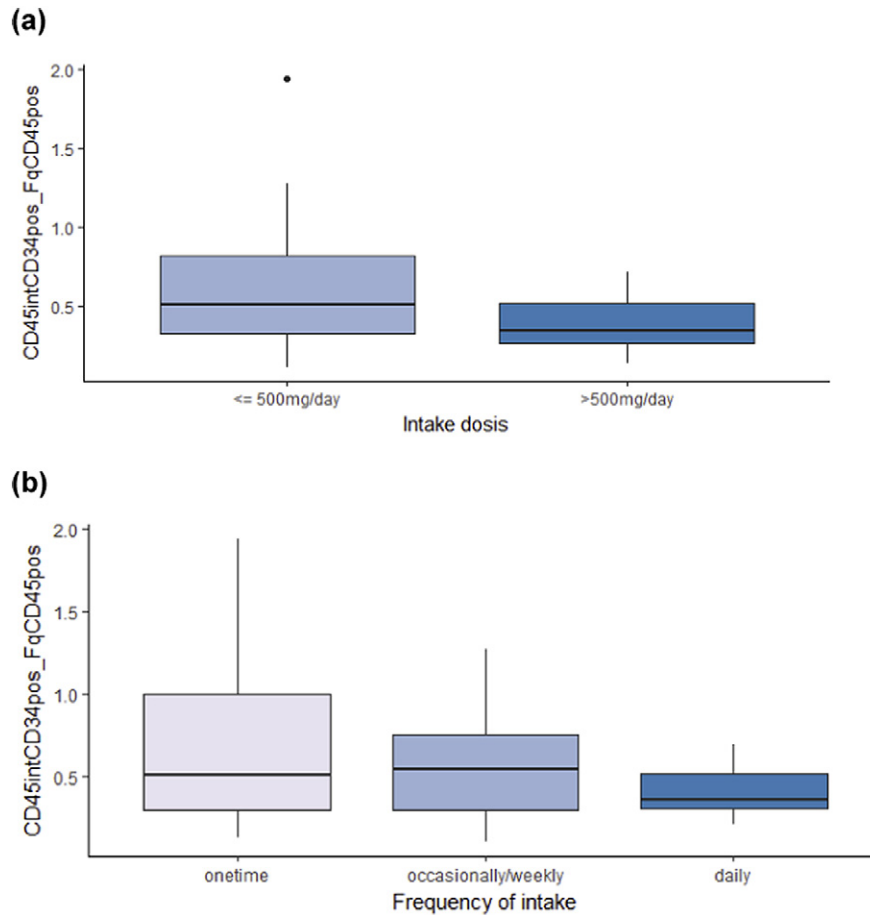 (a)
CD45intCD34pos_FqCD45pos
2.0
1.5
1.0
0.5
<= 500mg/day
>500mg/day
Intake dosis
(b)
CD45intCD34pos_FqCD45pos
2.0
1.5
1.0
0.5
onetime
occasionally/weekly
daily
Frequency of intake